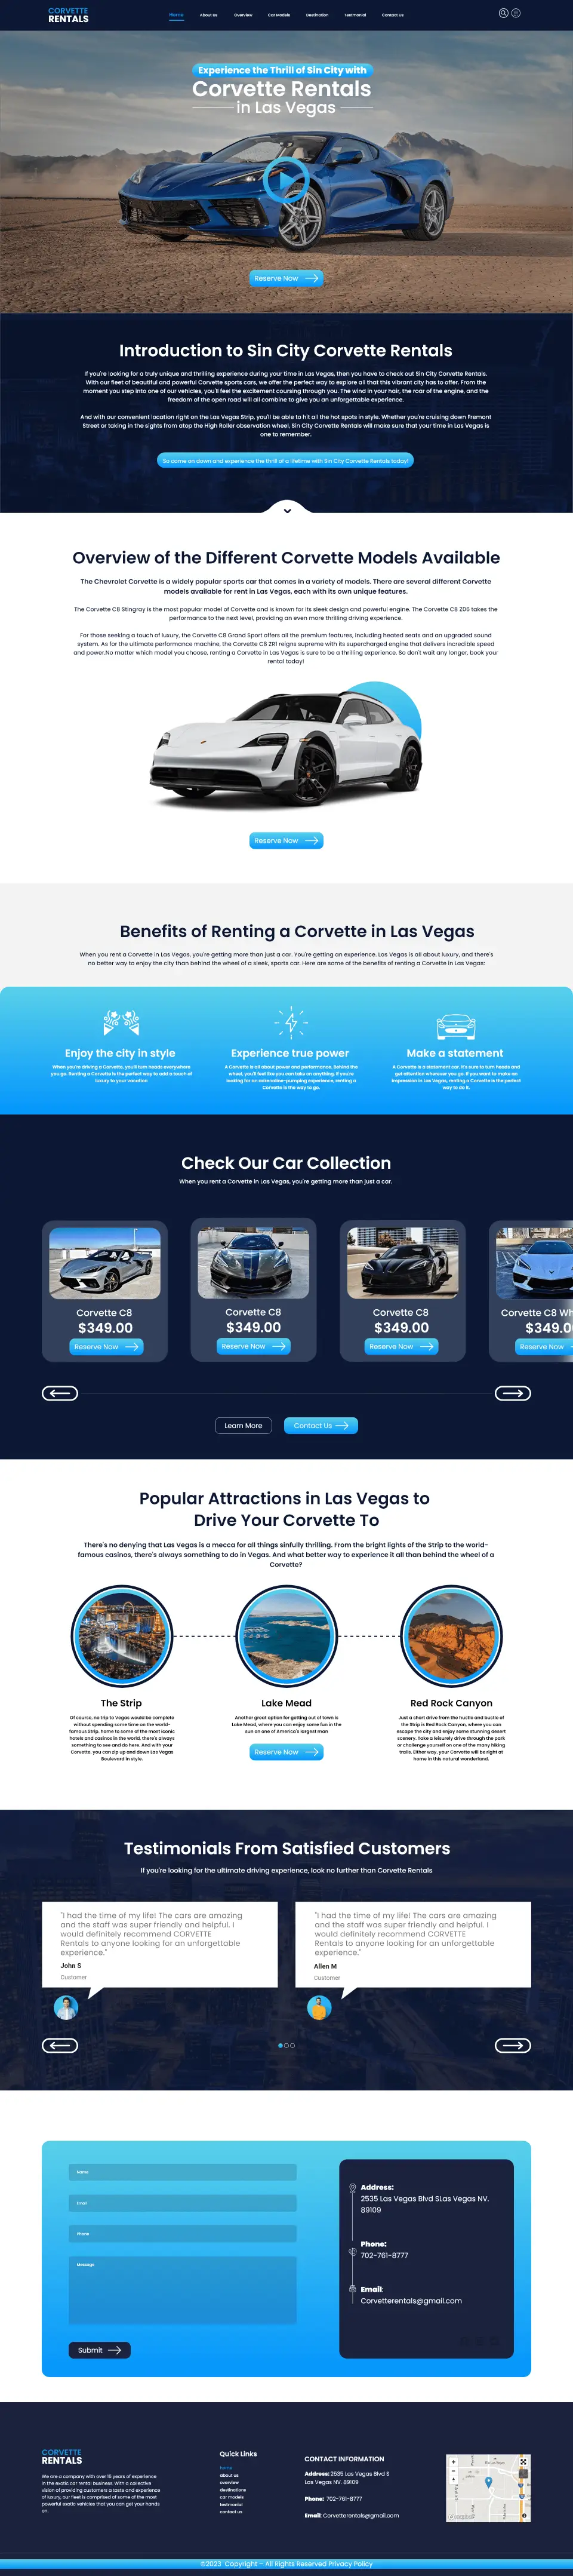 CORVETTE
RENTALS
Home
About Us
Overview
Car Models
Destination
Testmonial
Contact Us
Experience the Thrill of Sin City with
Corvette Rentals
in Las Vegas
Reserve Now
Introduction to Sin City Corvette Rentals
If you're looking for a truly unique and thrilling experience during your time in Las Vegas, then you have to check out Sin City Corvette Rentals.
With our fleet of beautiful and powerful Corvette sports cars, we offer the perfect way to explore all that this vibrant city has to offer. From the
moment you step into one of our vehicles, you'll feel the excitement coursing through you. The wind in your hair, the roar of the engine, and the
freedom of the open road will all combine to give you an unforgettable experience.
And with our convenient location right on the Las Vegas Strip, you'll be able to hit all the hot spots in style. Whether you're cruising down Fremont
Street or taking in the sights from atop the High Roller observation wheel, Sin City Corvette Rentals will make sure that your time in Las Vegas is
one to remember.
So come on down and experience the thrill of a lifetime with Sin City Corvette Rentals today!
Overview of the Different Corvette Models Available
The Chevrolet Corvette is a widely popular sports car that comes in a variety of models. There are several different Corvette
models available for rent in Las Vegas, each with its own unique features.
The Corvette C8 Stingray is the most popular model of Corvette and is known for its sleek design and powerful engine. The Corvette C8 Z06 takes the
performance to the next level, providing an even more thrilling driving experience.
For those seeking a touch of luxury, the Corvette C8 Grand Sport offers all the premium features, including heated seats and an upgraded sound
system. As for the ultimate performance machine, the Corvette C8 ZR1 reigns supreme with its supercharged engine that delivers incredible speed
and power.No matter which model you choose, renting a Corvette in Las Vegas is sure to be a thrilling experience. So don't wait any longer, book your
rental today!
Reserve Now
Benefits of Renting a Corvette in Las Vegas
When you rent a Corvette in Las Vegas, you're getting more than just a car. You're getting an experience. Las Vegas is all about luxury, and there's
no better way to enjoy the city than behind the wheel of a sleek, sports car. Here are some of the benefits of renting a Corvette in Las Vegas:
Enjoy the city in style
When you're driving a Corvette, you'll turn heads everywhere
you go. Renting a Corvette is the perfect way to add a touch of
luxury to your vacation
Experience true power
A Corvette is all about power and performance. Behind the
wheel, you'll feel like you can take on anything. If you're
looking for an adrenaline-pumping experience, renting a
Corvette is the way to go.
Make a statement
A Corvette is a statement car. It's sure to turn heads and
get attention wherever you go. If you want to make an
impression in Las Vegas, renting a Corvette is the perfect
way to do it.
Check Our Car Collection
When you rent a Corvette in Las Vegas, you're getting more than just a car.
Corvette C8
$349.00
Reserve Now
Corvette C8
$349.00
Reserve Now
Corvette C8
$349.00
Reserve Now
Corvette C8 Wh
$349.0
Reserve Now
Learn More
Contact Us
Popular Attractions in Las Vegas to
Drive Your Corvette To
There's no denying that Las Vegas is a mecca for all things sinfully thrilling. From the bright lights of the Strip to the world-
famous casinos, there's always something to do in Vegas. And what better way to experience it all than behind the wheel of a
Corvette?
The Strip
Of course, no trip to Vegas would be complete
without spending some time on the world-
famous Strip. home to some of the most iconic
hotels and casinos in the world, there's always
something to see and do here. And with your
Corvette, you can zip up and down Las Vegas
Boulevard in style.
Lake Mead
Another great option for getting out of town is
Lake Mead, where you can enjoy some fun in the
sun on one of America's largest man
Reserve Now
Red Rock Canyon
Just a short drive from the hustle and bustle of
the Strip is Red Rock Canyon, where you can
escape the city and enjoy some stunning desert
scenery. Take a leisurely drive through the park
or challenge yourself on one of the many hiking
trails. Either way, your Corvette will be right at
home in this natural wonderland.
Testimonials From Satisfied Customers
If you're looking for the ultimate driving experience, look no further than Corvette Rentals
"I had the time of my life! The cars are amazing
and the staff was super friendly and helpful. I
would definitely recommend CORVETTE
Rentals to anyone looking for an unforgettable
experience."
John S
Customer
"I had the time of my life! The cars are amazing
and the staff was super friendly and helpful. I
would definitely recommend CORVETTE
Rentals to anyone looking for an unforgettable
experience."
Allen M
Customer
Name
Email
Phone
Message
Submit
Address:
2535 Las Vegas Blvd SLas Vegas NV.
89109
Phone:
702-761-8777
Email:
Corvetterentals@gmail.com
CORVETTE
RENTALS
We are a company with over 15 years of experience
in the exotic car rental business. With a collective
vision of providing customers a taste and experience
of luxury, our fleet is comprised of some of the most
powerful exotic vehicles that you can get your hands
on.
Quick Links
home
about us
overview
destinations
car models
testmonial
contact us
CONTACT INFORMATION
Address: 2535 Las Vegas Blvd S
Las Vegas NV. 89109
Phone: 702-761-8777
Email: Corvetterentals@gmail.com
©2023 Copyright – All Rights Reserved Privacy Policy